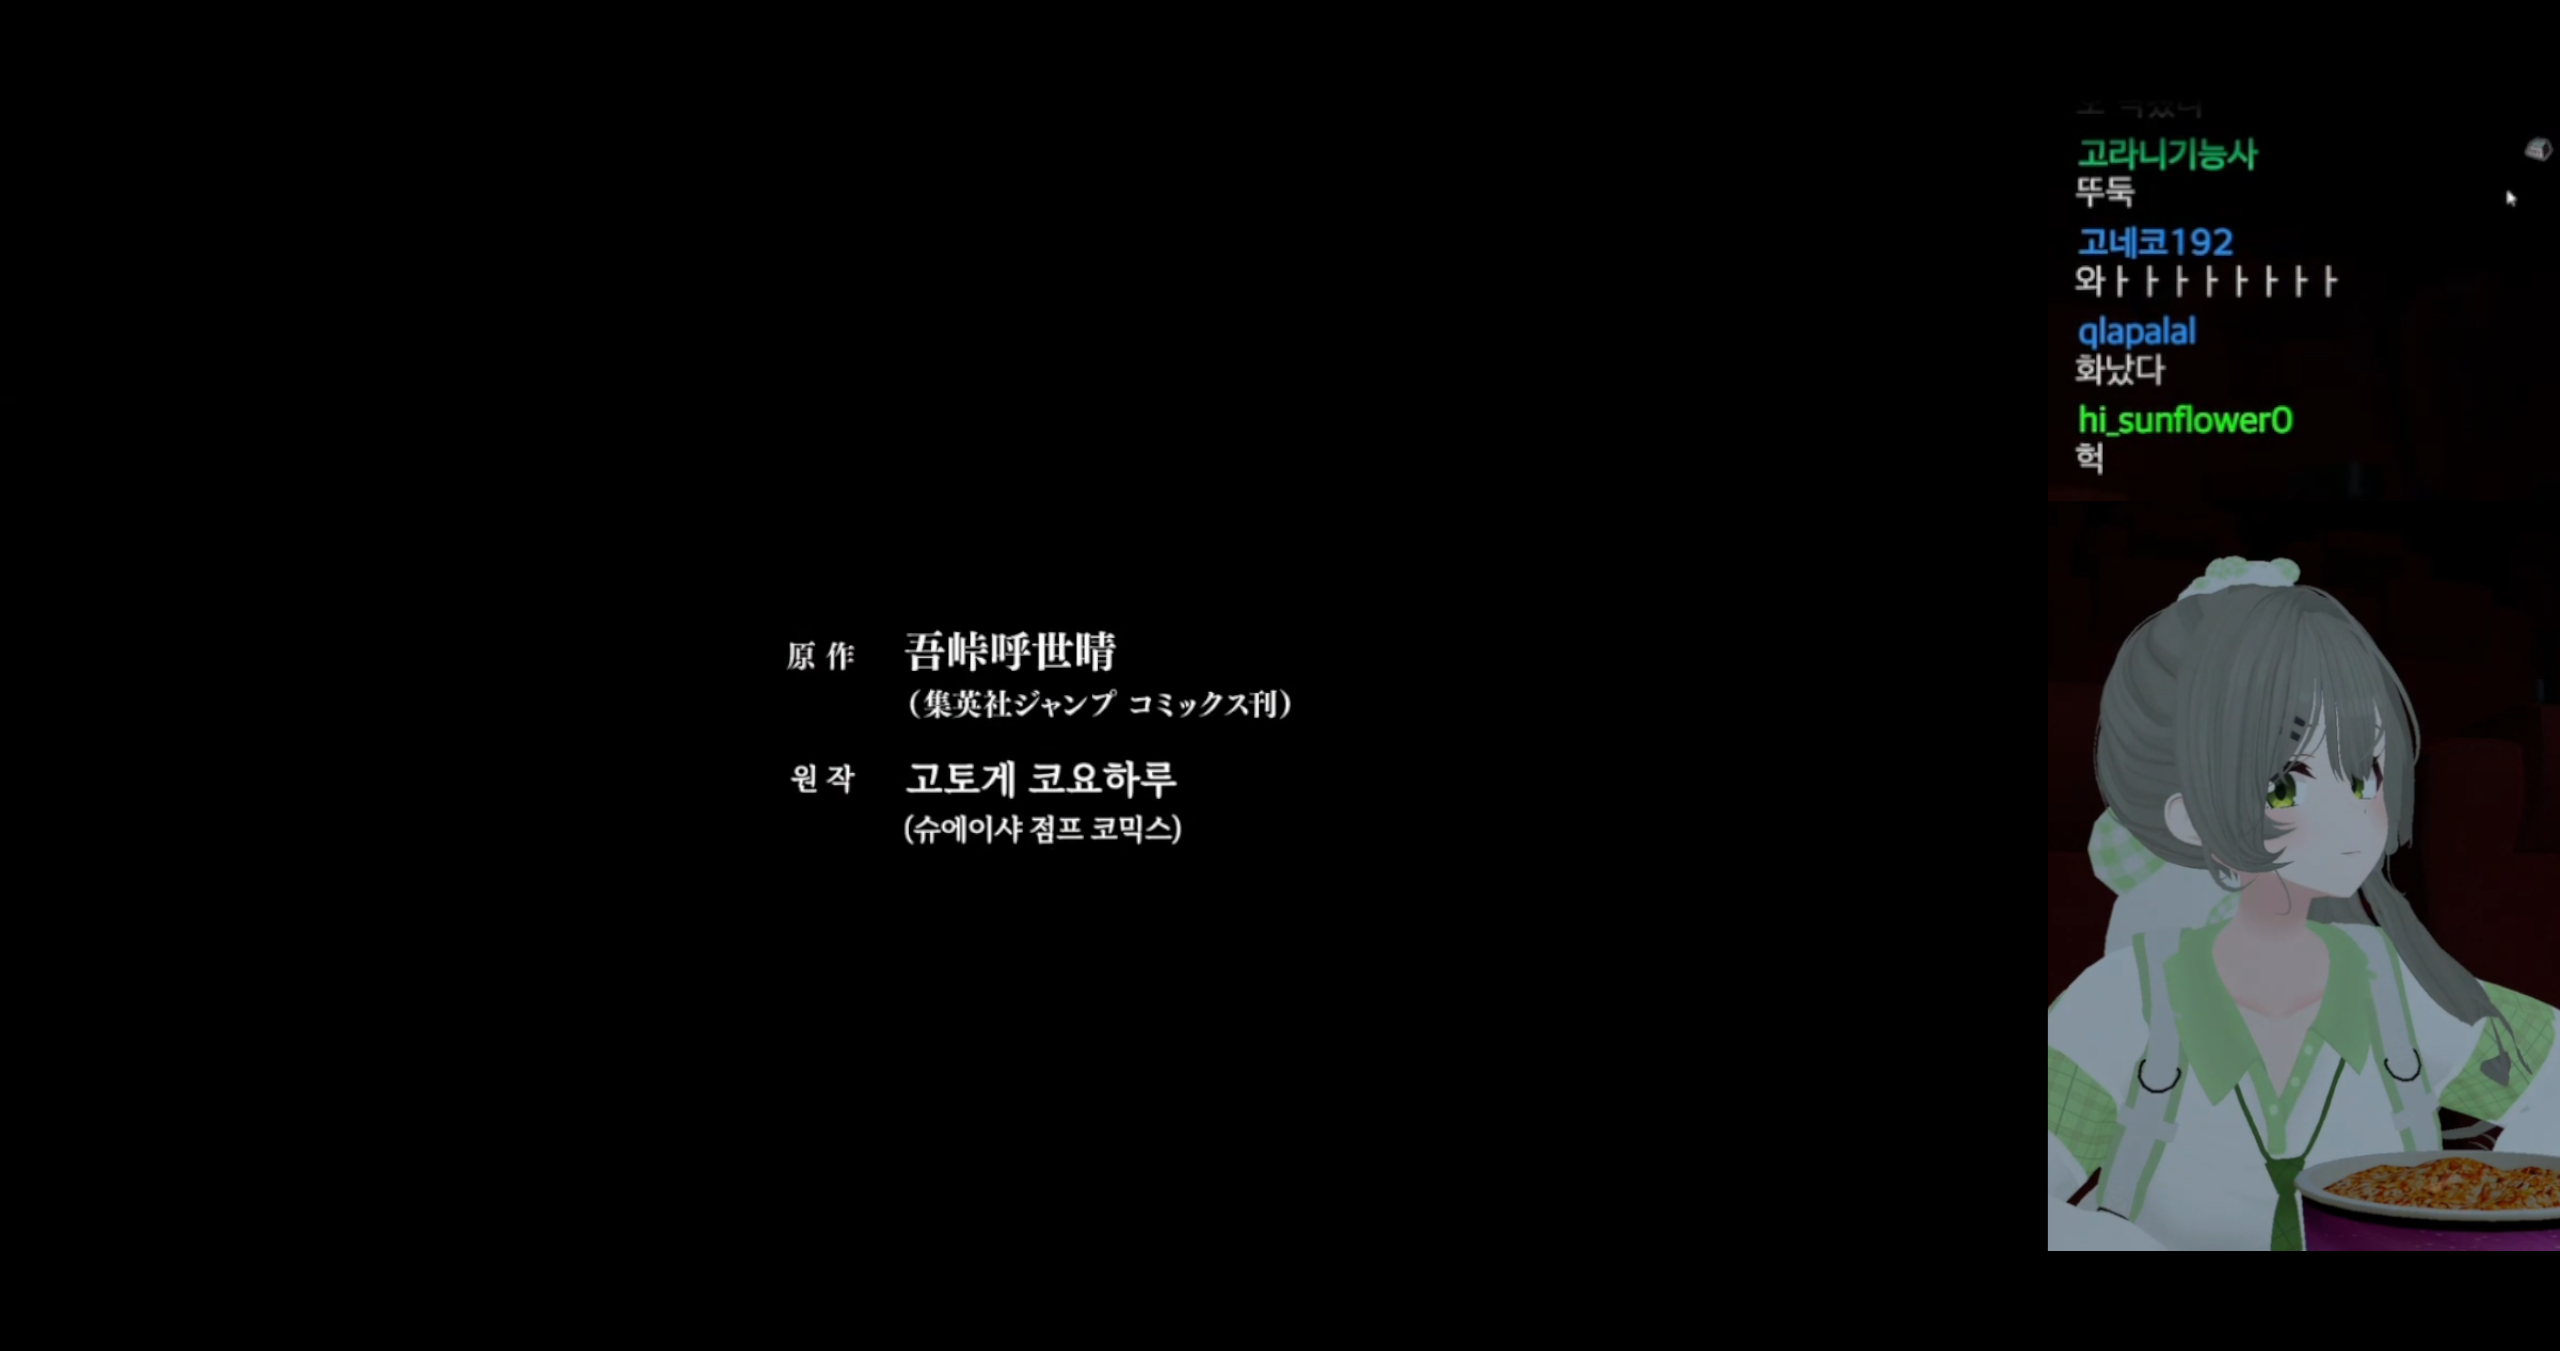 原作 吾峠呼世晴
（集英社ジャンプ コミックス刊）
원작 고토게 코요하루
(슈에이샤 점프 코믹스)
고라니기능사
뚜둑
고네코192
와ㅏㅏㅏㅏㅏㅏㅏㅏ
qlapalal
화났다
hi_sunflower0
헉